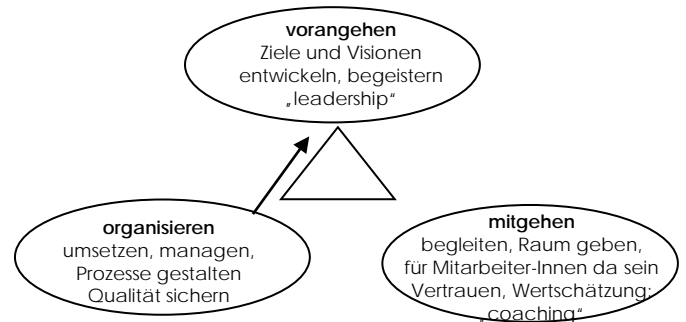 vorangehen
Ziele und Visionen
entwickeln, begeistern
„leadership“
organisieren
umsetzen, managen,
Prozesse gestalten
Qualität sichern
mitgehen
begleiten, Raum geben,
für Mitarbeiter-Innen da sein
Vertrauen, Wertschätzung;
„coaching“